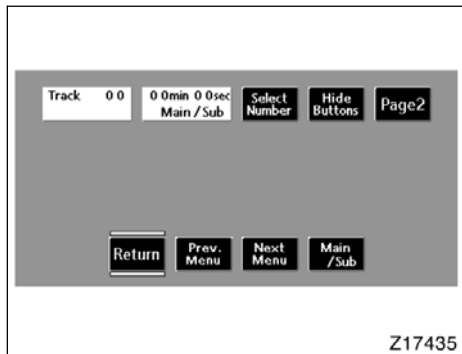 Track 0 0
0 0min 0 0sec
Main / Sub
Select
Number
Hide
Buttons
Page2
Return
Prev.
Menu
Next
Menu
Main
/Sub
Z17435